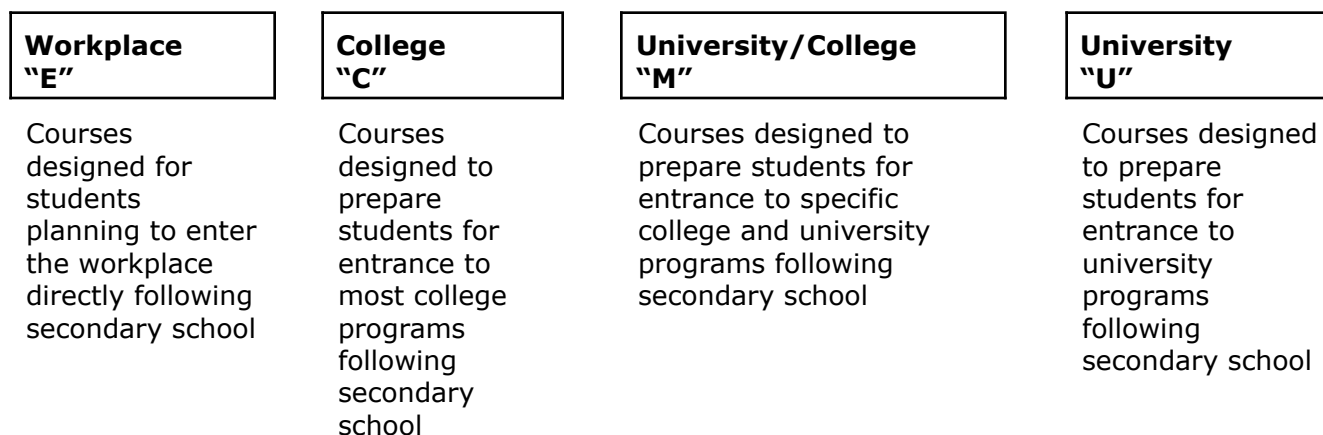 Workplace
“E”
Courses
designed for
students
planning to enter
the workplace
directly following
secondary school
College
“C”
Courses
designed to
prepare
students for
entrance to
most college
programs
following
secondary
school
University/College
“M”
Courses designed to
prepare students for
entrance to specific
college and university
programs following
secondary school
University
“U”
Courses designed
to prepare
students for
entrance to
university
programs
following
secondary school